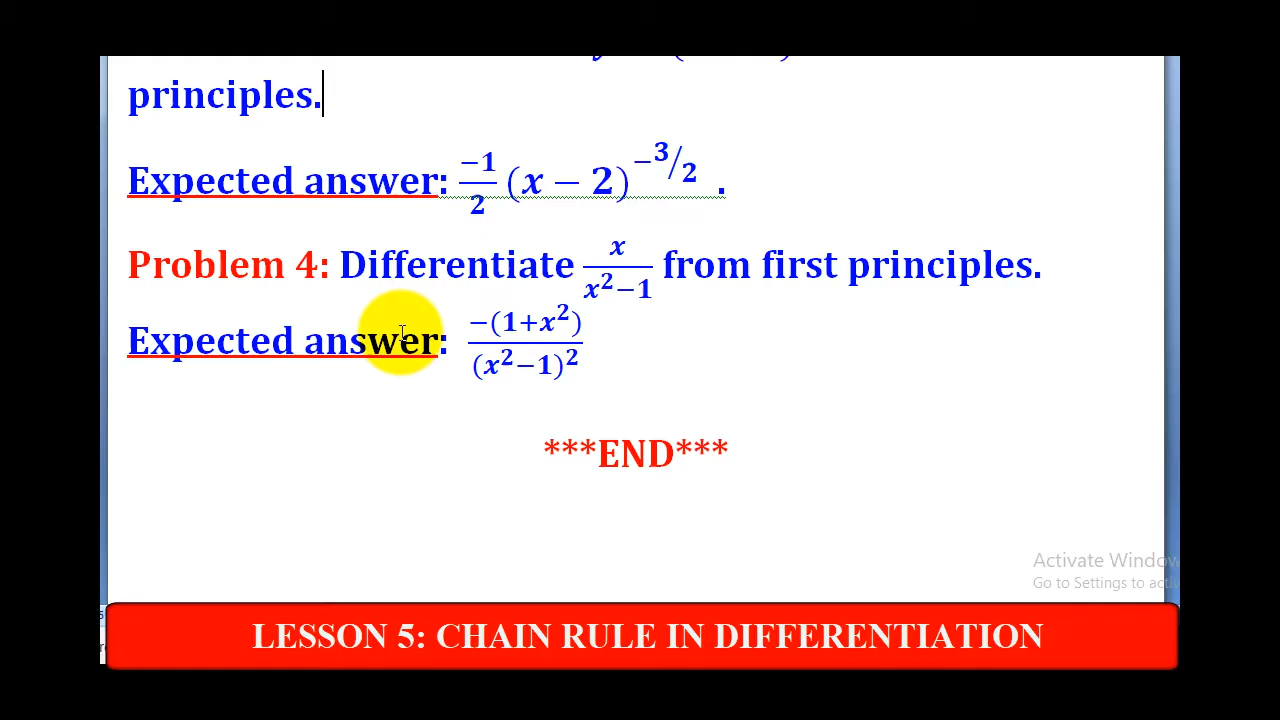 principles.
Expected answer: −1/2 (x − 2)^−3/2 .
Problem 4: Differentiate x/(x²−1) from first principles.
Expected answer: −(1+x²)/(x²−1)²
***END***
Activate Window
Go to Settings to acti
LESSON 5: CHAIN RULE IN DIFFERENTIATION